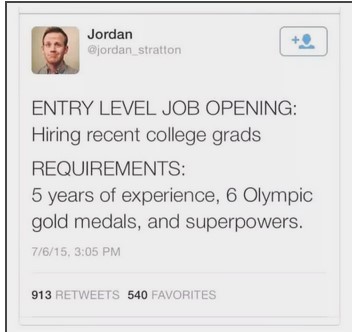 Jordan
@jordan_stratton
ENTRY LEVEL JOB OPENING:
Hiring recent college grads
REQUIREMENTS:
5 years of experience, 6 Olympic
gold medals, and superpowers.
7/6/15, 3:05 PM
913 RETWEETS 540 FAVORITES